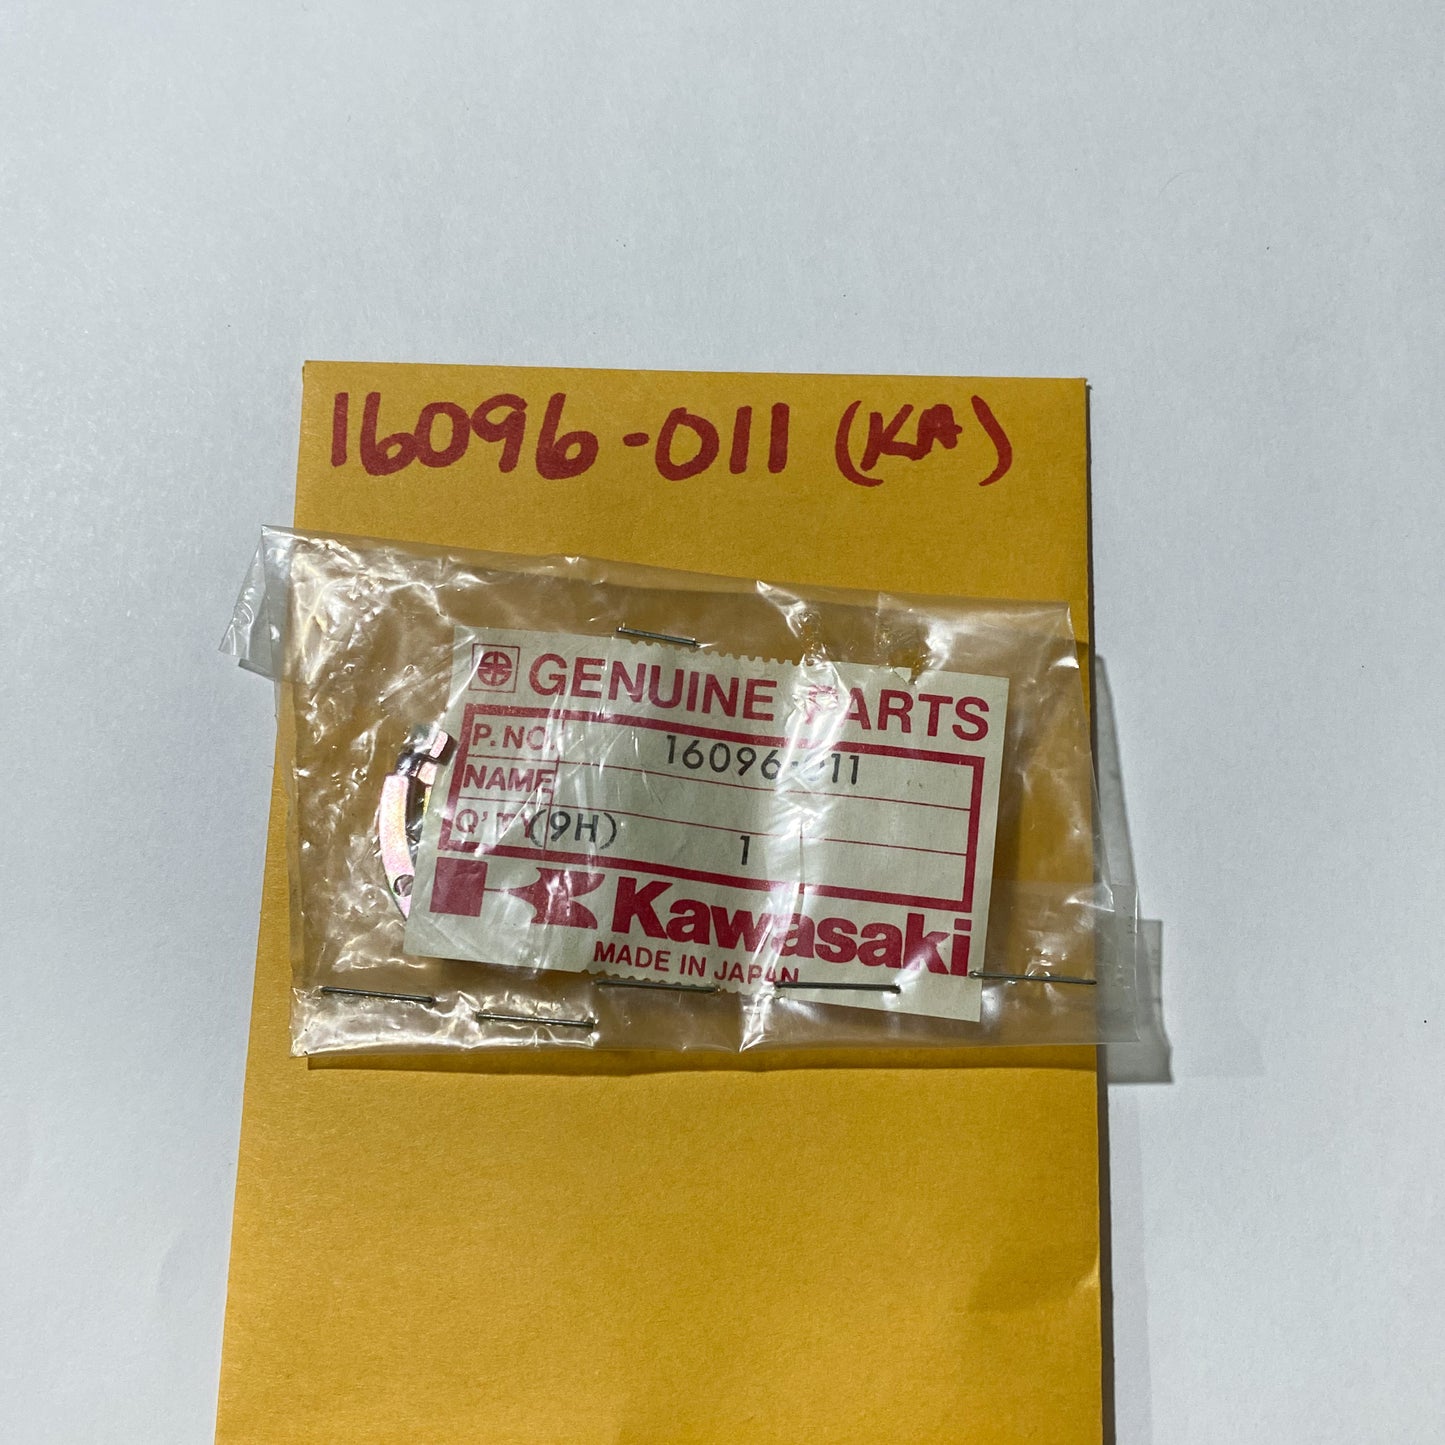 16096-011 (KA)
GENUINE PARTS
P. NO. 16096-011
NAME
Q'TY (9H) 1
Kawasaki
MADE IN JAPAN